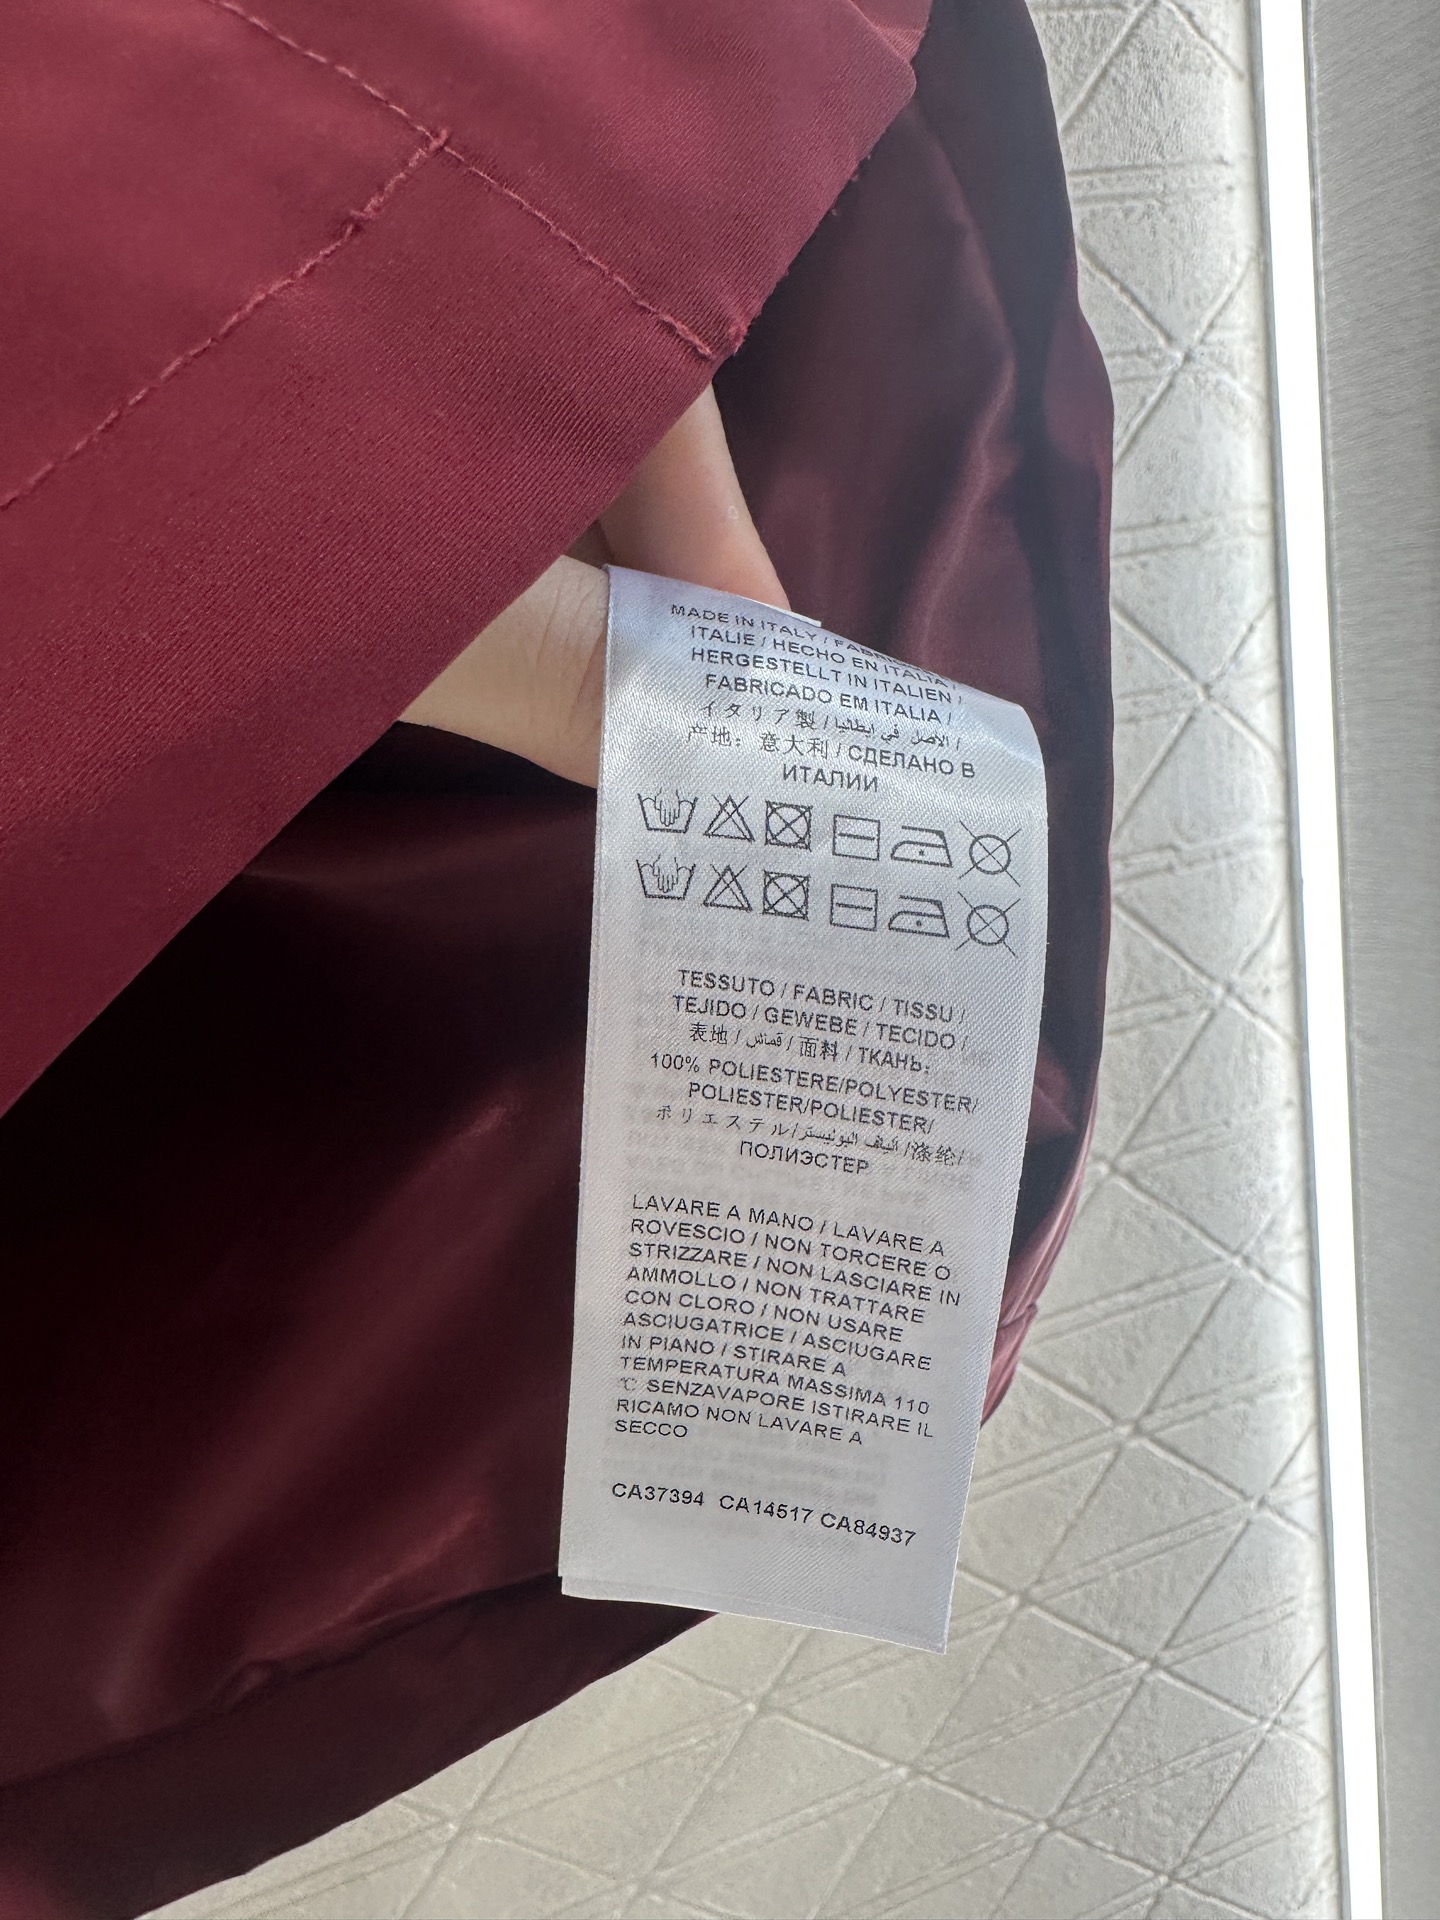 MADE IN ITALY /
ITALIE / HECHO EN ITALIA /
HERGESTELLT IN ITALIEN /
FABRICADO EM ITALIA /
イタリア製 / الاصل في ايطاليا /
产地：意大利 / СДЕЛАНО В
ИТАЛИИ
TESSUTO / FABRIC / TISSU /
TEJIDO / GEWEBE / TECIDO /
表地 / قماش / 面料 / ТКАНЬ:
100% POLIESTERE/POLYESTER/
POLIESTER/POLIESTER/
ポリエステル/اليف البوليستر/涤纶/
ПОЛИЭСТЕР
LAVARE A MANO / LAVARE A
ROVESCIO / NON TORCERE O
STRIZZARE / NON LASCIARE IN
AMMOLLO / NON TRATTARE
CON CLORO / NON USARE
ASCIUGATRICE / ASCIUGARE
IN PIANO / STIRARE A
TEMPERATURA MASSIMA 110
℃ SENZAVAPORE ISTIRARE IL
RICAMO NON LAVARE A
SECCO
CA37394 CA14517 CA84937